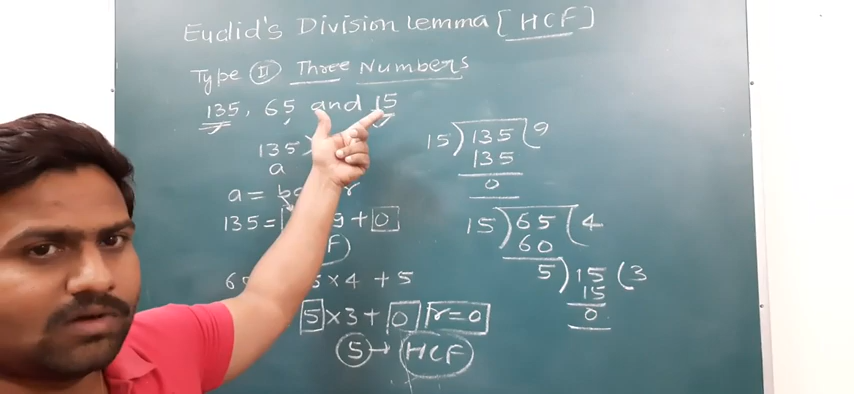 Euclid's Division Lemma [HCF]
Type II Three Numbers
135, 65 and 15
135 >
a
a = r
135 = 9 + 0
F
6 5 × 4 + 5
5 × 3 + 0 r = 0
5 → HCF
15 ) 135 ( 9
135
0
15 ) 65 ( 4
60
5 ) 15 ( 3
15
0